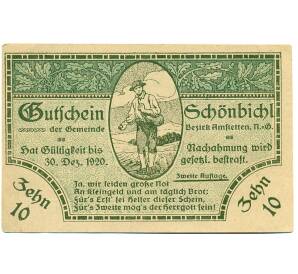 Gutschein
der Gemeinde
Schönbichl
Bezirk Amstetten, N.-Ö.
Hat Gültigkeit bis
30. Dez. 1920.
Nachahmung wird
gesetzl. bestraft.
Zweite Auflage.
Zehn
10
Ja, wir leiden große Not
An Kleingeld und am täglich Brot;
Für's Erst' sei Helfer dieser Schein,
Für's Zweite mög's der Herrgott sein!
Zehn
10